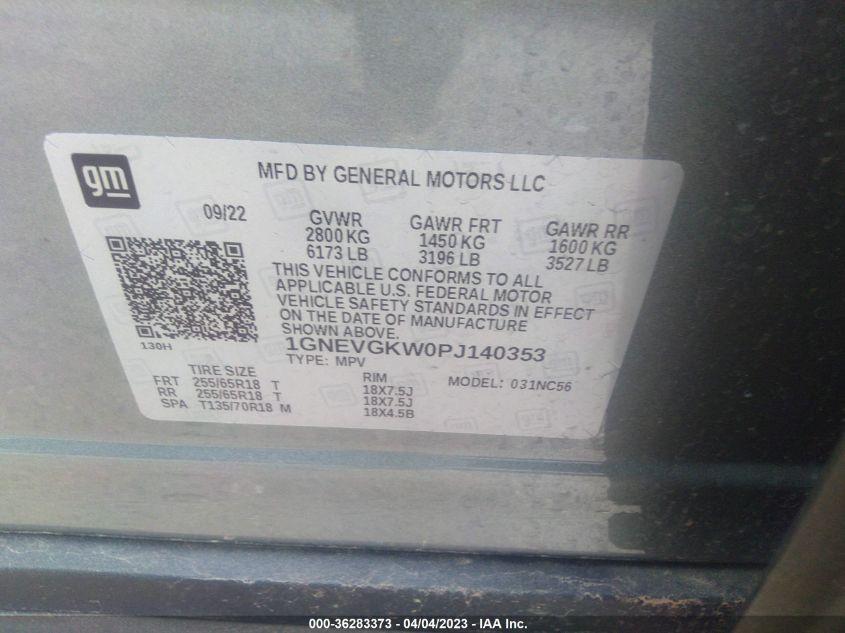 gm
MFD BY GENERAL MOTORS LLC
09/22
GVWR GAWR FRT GAWR RR
2800 KG 1450 KG 1600 KG
6173 LB 3196 LB 3527 LB
THIS VEHICLE CONFORMS TO ALL
APPLICABLE U.S. FEDERAL MOTOR
VEHICLE SAFETY STANDARDS IN EFFECT
ON THE DATE OF MANUFACTURE
SHOWN ABOVE.
130H
1GNEVGKW0PJ140353
TYPE: MPV
MODEL: 031NC56
TIRE SIZE RIM
FRT 255/65R18 T 18X7.5J
RR 255/65R18 T 18X7.5J
SPA T135/70R18 M 18X4.5B
000-36283373 - 04/04/2023 - IAA Inc.